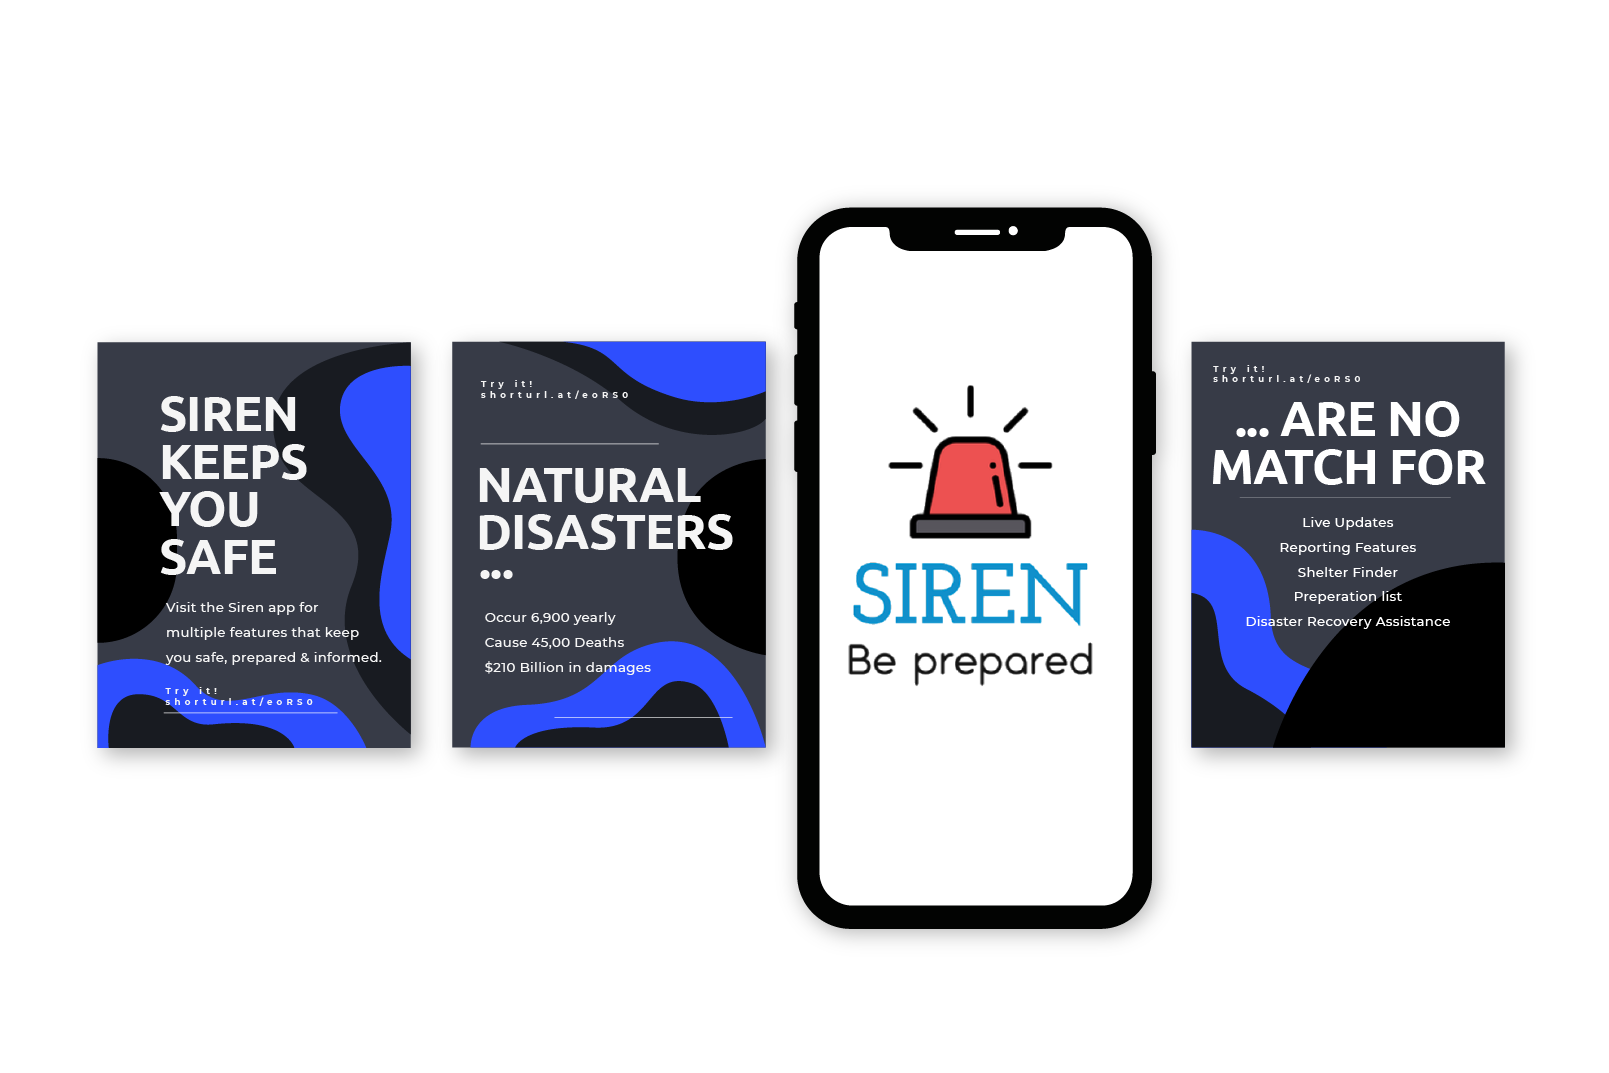 SIREN
KEEPS
YOU
SAFE
Visit the Siren app for
multiple features that keep
you safe, prepared & informed.
Try it!
shorturl.at/eoRS0
Try it!
shorturl.at/eoRS0
NATURAL
DISASTERS
...
Occur 6,900 yearly
Cause 45,00 Deaths
$210 Billion in damages
SIREN
Be prepared
Try it!
shorturl.at/eoRS0
... ARE NO
MATCH FOR
Live Updates
Reporting Features
Shelter Finder
Preperation list
Disaster Recovery Assistance